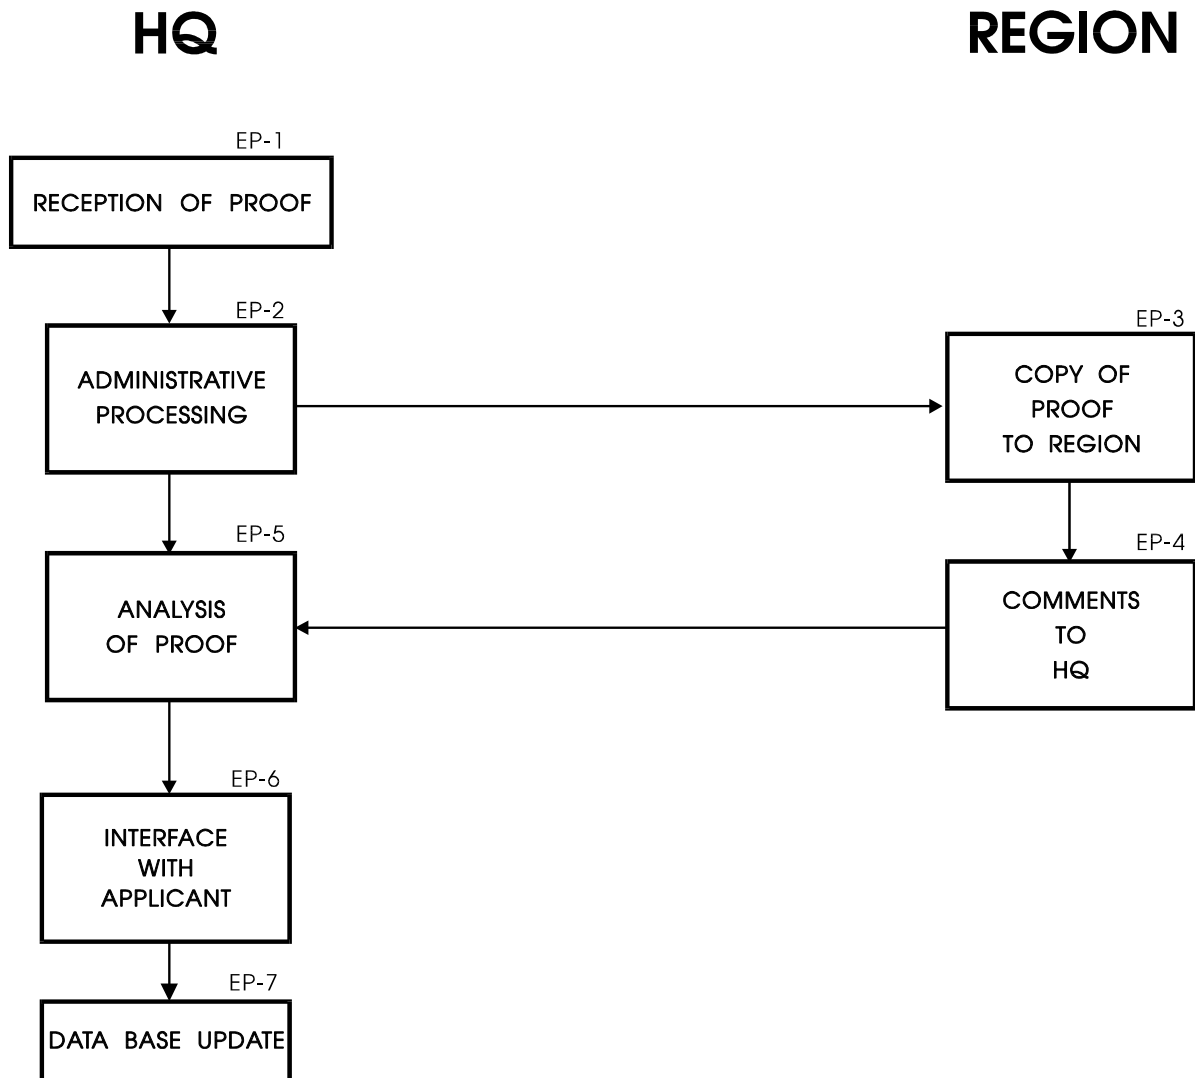 HQ
REGION
EP-1
RECEPTION OF PROOF
EP-2
ADMINISTRATIVE
PROCESSING
EP-3
COPY OF
PROOF
TO REGION
EP-4
COMMENTS
TO
HQ
EP-5
ANALYSIS
OF PROOF
EP-6
INTERFACE
WITH
APPLICANT
EP-7
DATA BASE UPDATE